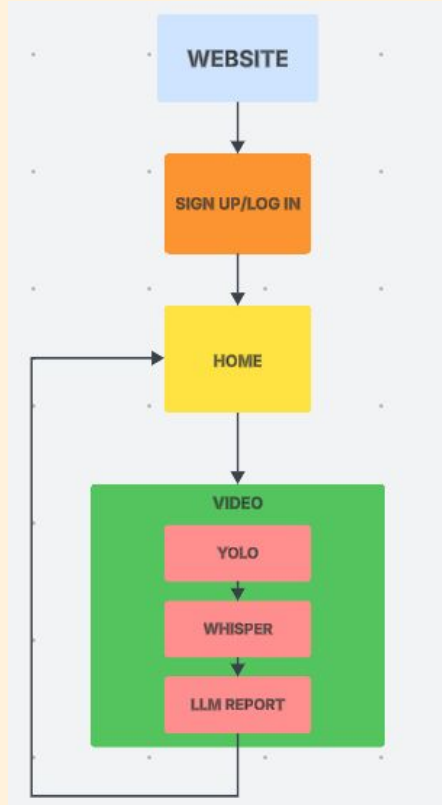 WEBSITE
SIGN UP/LOG IN
HOME
VIDEO
YOLO
WHISPER
LLM REPORT